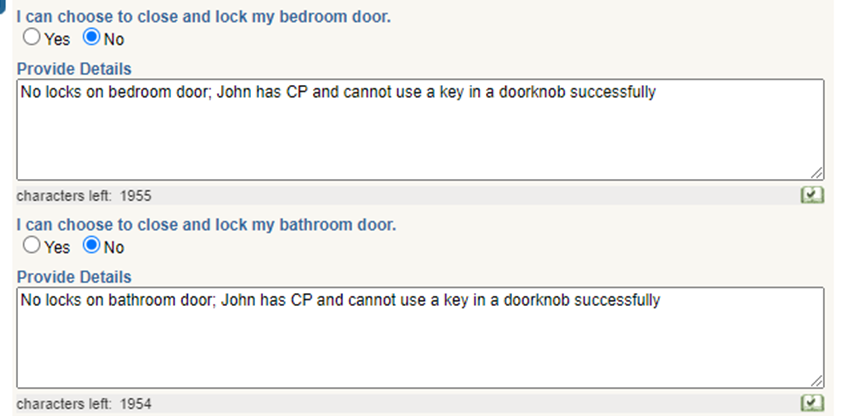 I can choose to close and lock my bedroom door.
Yes No
Provide Details
No locks on bedroom door; John has CP and cannot use a key in a doorknob successfully
characters left: 1955
I can choose to close and lock my bathroom door.
Yes No
Provide Details
No locks on bathroom door; John has CP and cannot use a key in a doorknob successfully
characters left: 1954